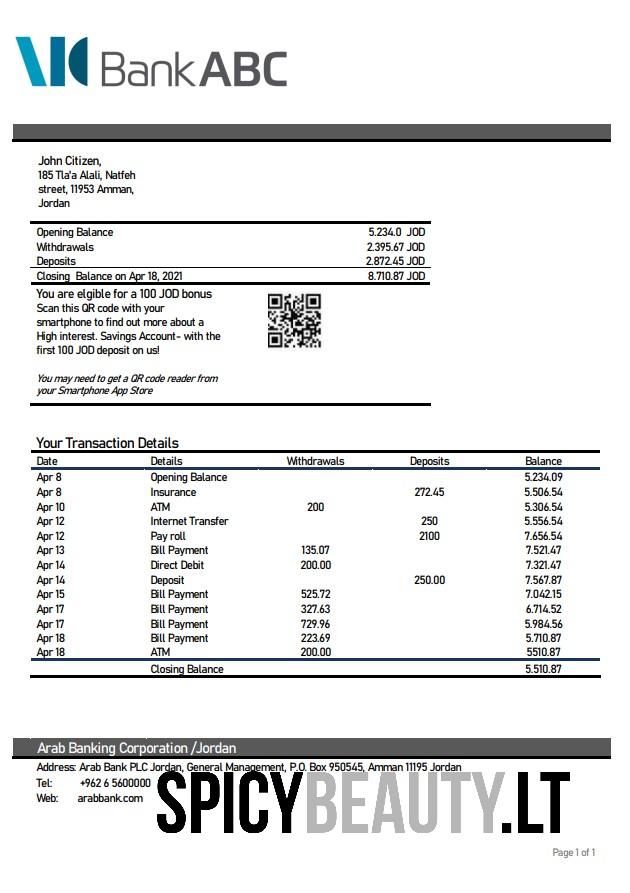 Bank ABC
John Citizen,
185 Tla'a Alali, Natfeh
street, 11953 Amman,
Jordan
Opening Balance 5.234.0 JOD
Withdrawals 2.395.67 JOD
Deposits 2.872.45 JOD
Closing Balance on Apr 18, 2021 8.710.87 JOD
You are elgible for a 100 JOD bonus
Scan this QR code with your
smartphone to find out more about a
High interest. Savings Account- with the
first 100 JOD deposit on us!
You may need to get a QR code reader from
your Smartphone App Store
Your Transaction Details
Date Details Withdrawals Deposits Balance
Apr 8 Opening Balance 5.234.09
Apr 8 Insurance 272.45 5.506.54
Apr 10 ATM 200 5.306.54
Apr 12 Internet Transfer 250 5.556.54
Apr 12 Pay roll 2100 7.656.54
Apr 13 Bill Payment 135.07 7.521.47
Apr 14 Direct Debit 200.00 7.321.47
Apr 14 Deposit 250.00 7.567.87
Apr 15 Bill Payment 525.72 7.042.15
Apr 17 Bill Payment 327.63 6.714.52
Apr 17 Bill Payment 729.96 5.984.56
Apr 18 Bill Payment 223.69 5.710.87
Apr 18 ATM 200.00 5510.87
Closing Balance 5.510.87
Arab Banking Corporation /Jordan
Address: Arab Bank PLC Jordan, General Management, P.O. Box 950545, Amman 11195 Jordan
Tel: +962 6 5600000
Web: arabbank.com
SPICYBEAUTY.LT
Page 1 of 1